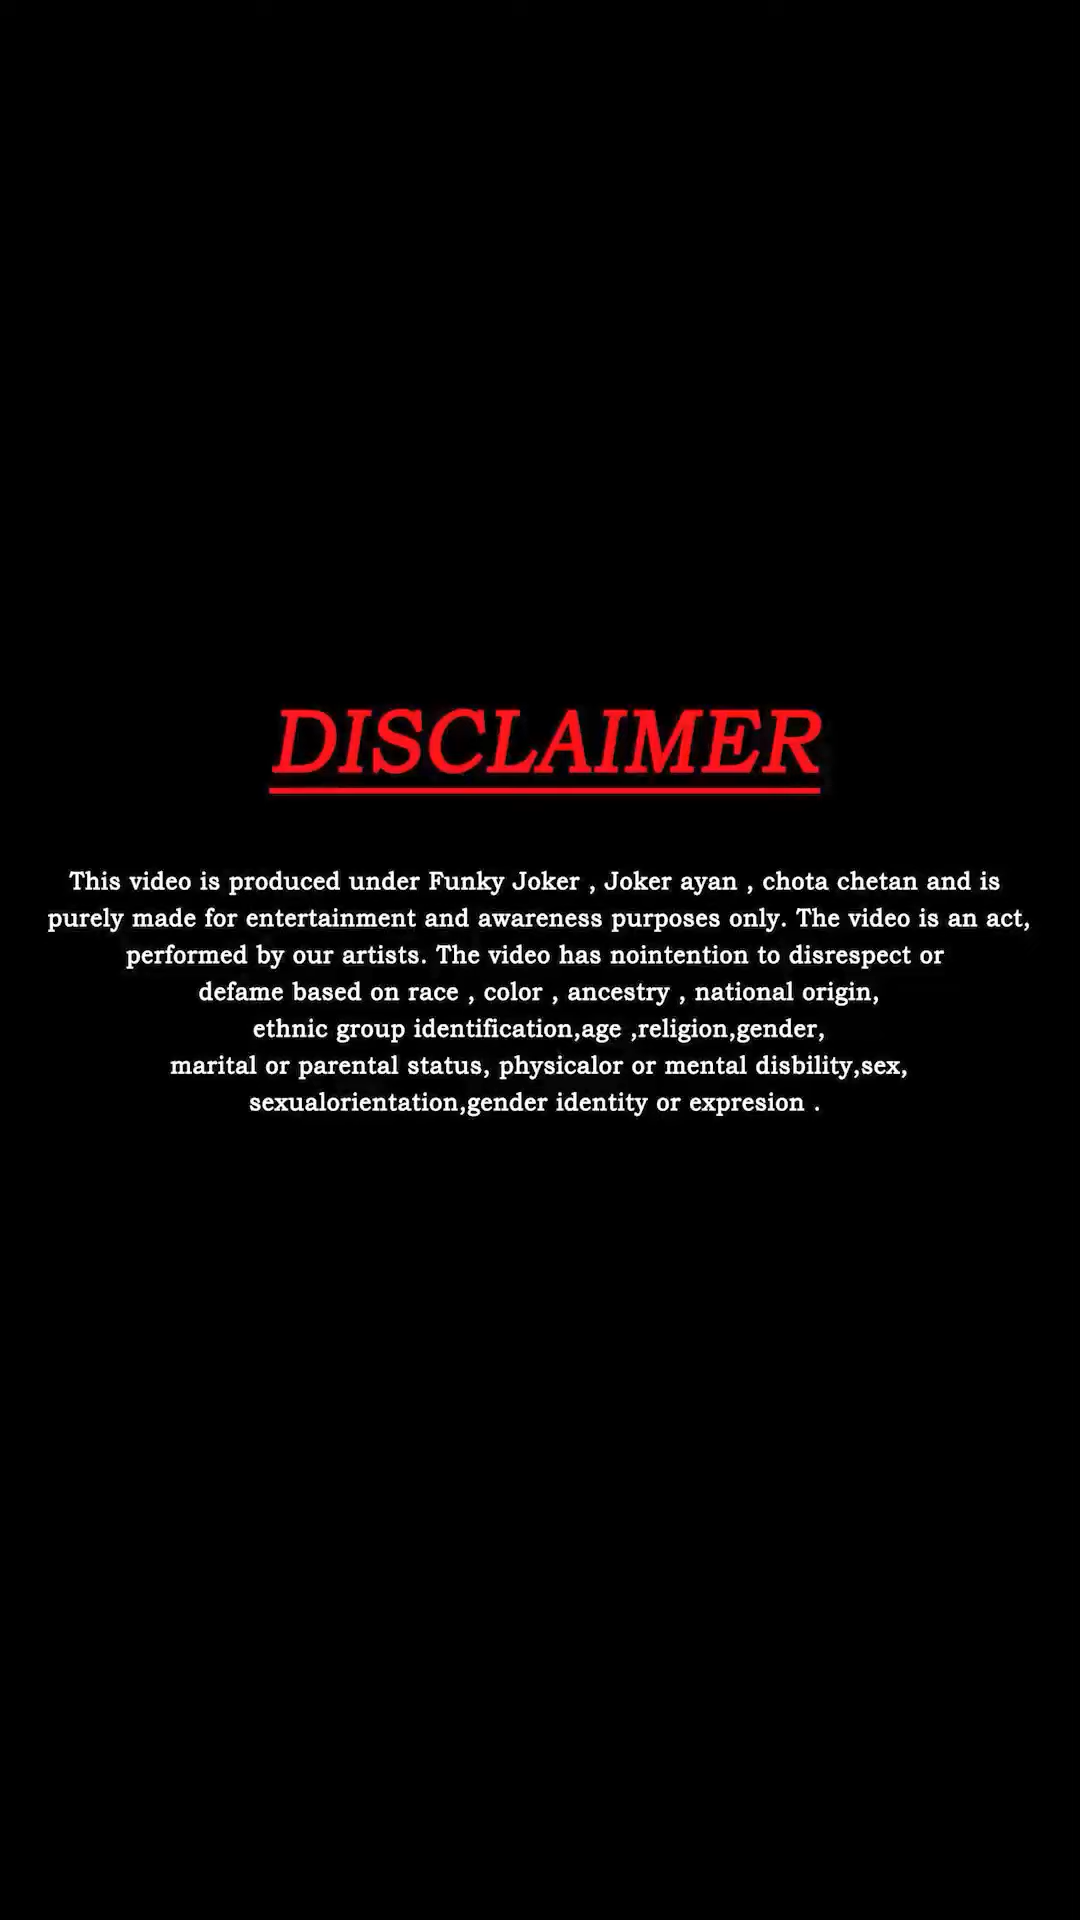 DISCLAIMER
This video is produced under Funky Joker , Joker ayan , chota chetan and is
purely made for entertainment and awareness purposes only. The video is an act,
performed by our artists. The video has nointention to disrespect or
defame based on race , color , ancestry , national origin,
ethnic group identification,age ,religion,gender,
marital or parental status, physicalor or mental disbility,sex,
sexualorientation,gender identity or expresion .